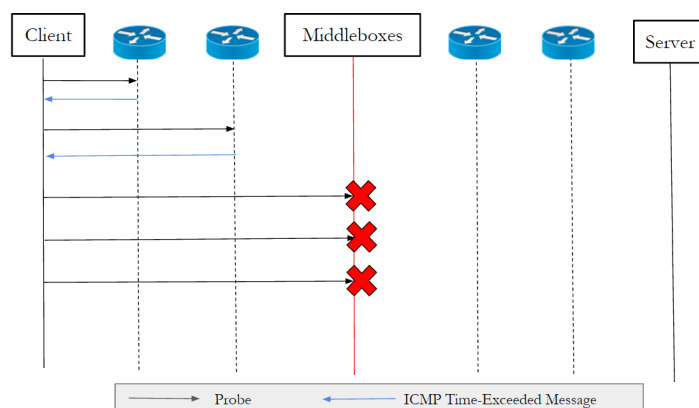 Client
Middleboxes
Server
Probe
ICMP Time-Exceeded Message